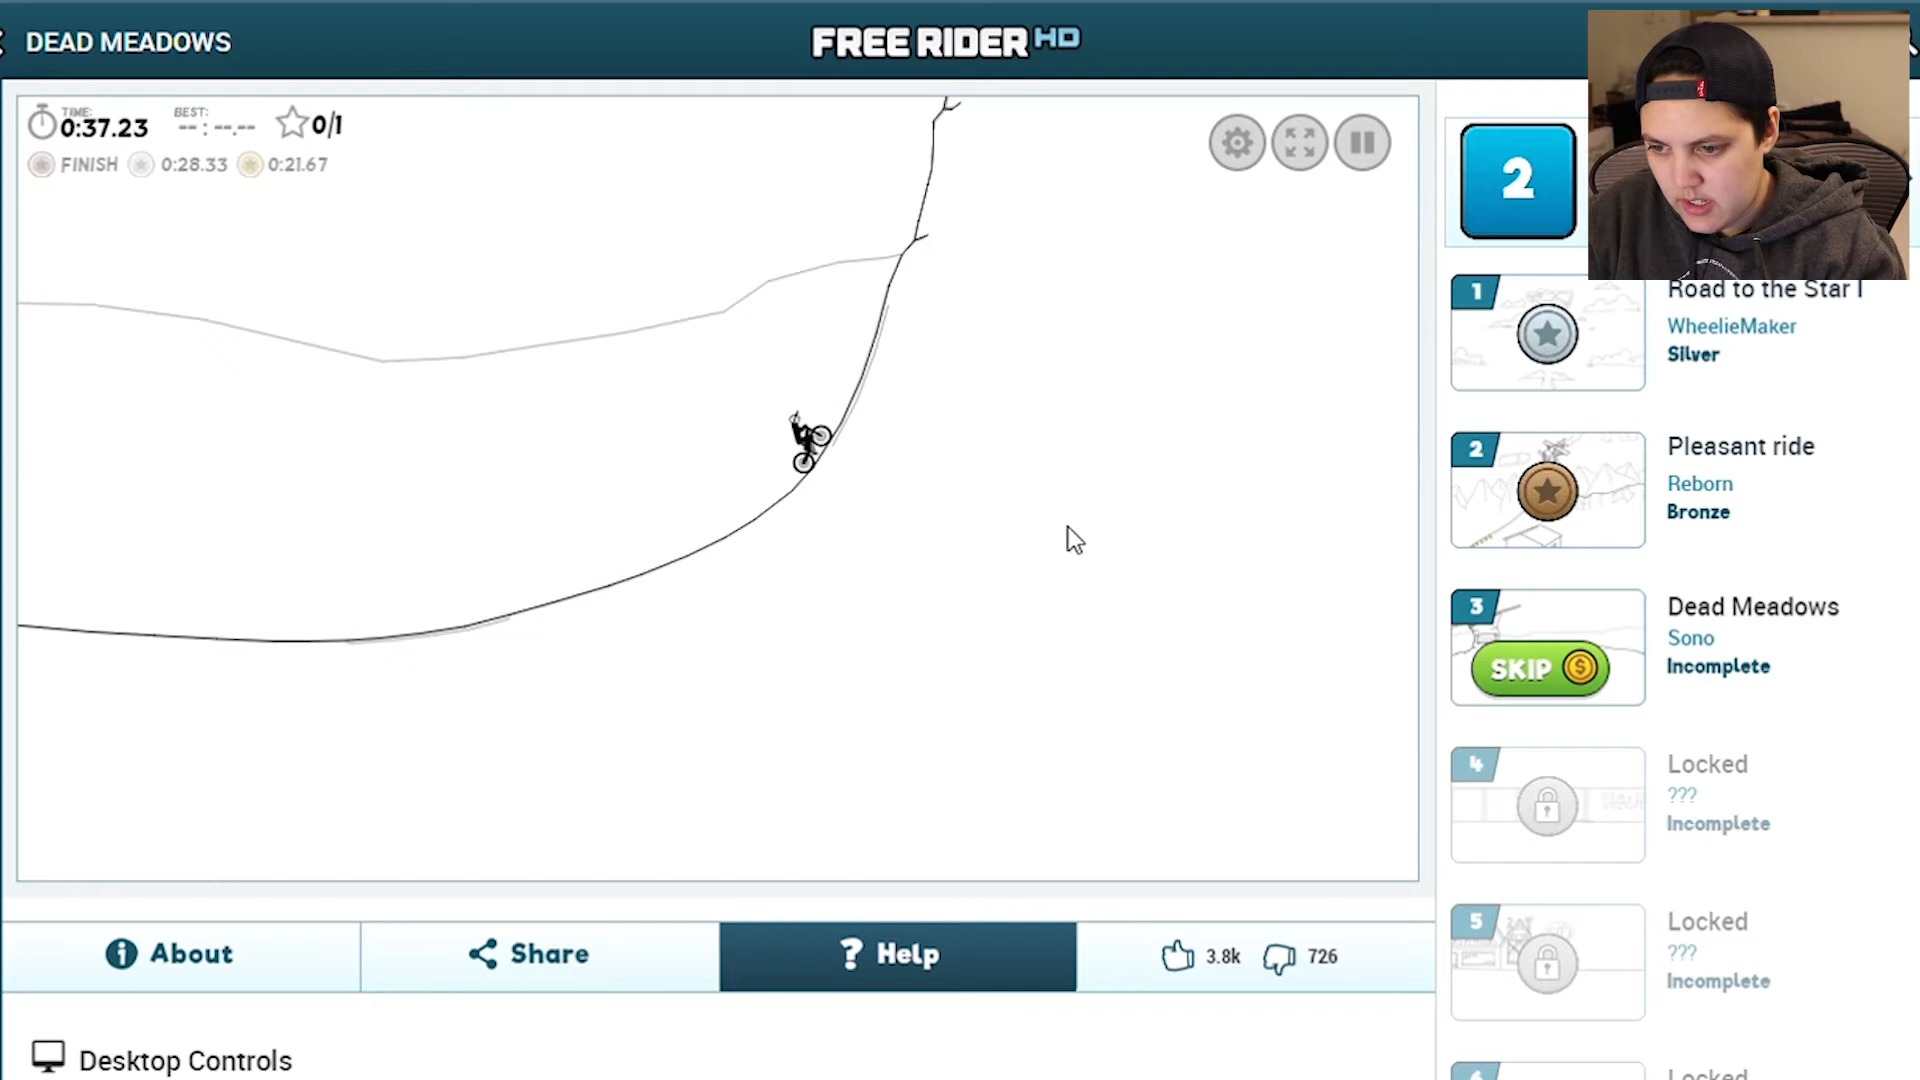 DEAD MEADOWS
FREE RIDER HD
TIME:
0:37.23
BEST:
-- : --.--
0/1
FINISH
0:28.33
0:21.67
2
1
Road to the Star I
WheelieMaker
Silver
2
Pleasant ride
Reborn
Bronze
3
SKIP
Dead Meadows
Sono
Incomplete
4
Locked
???
Incomplete
5
Locked
???
Incomplete
Locked
About
Share
? Help
3.8k
726
Desktop Controls